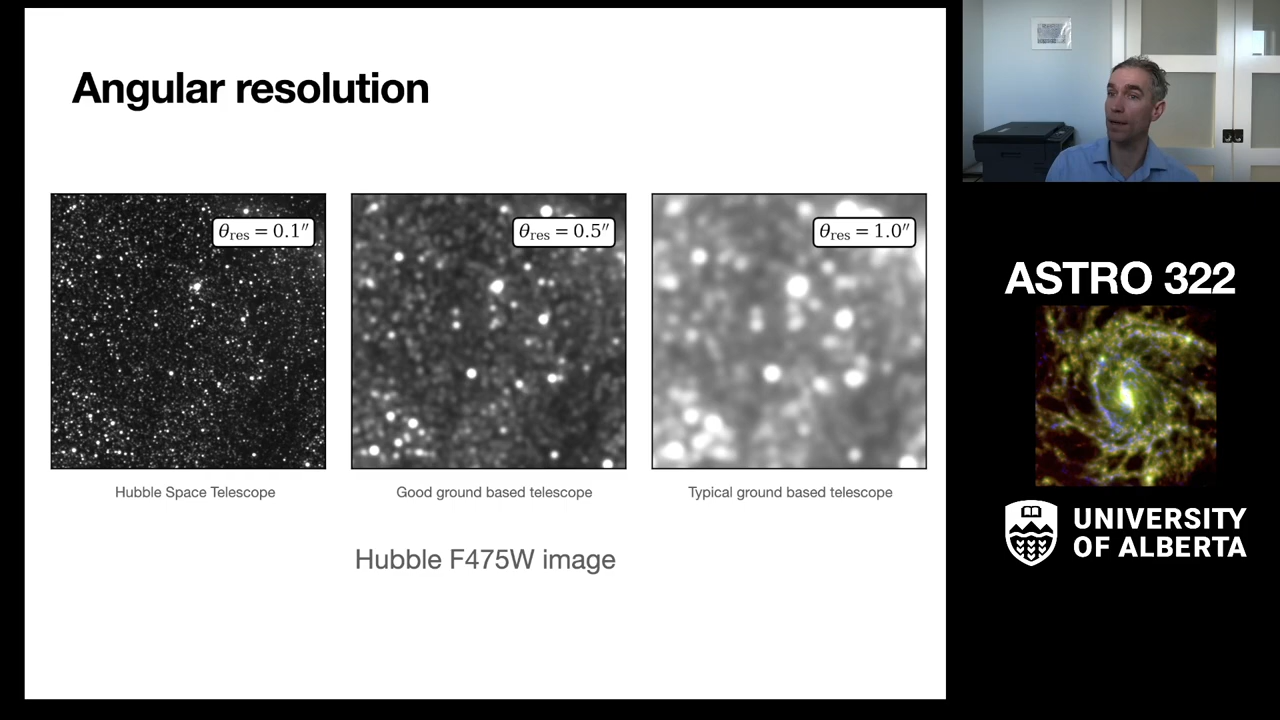 Angular resolution
θres = 0.1″
θres = 0.5″
θres = 1.0″
Hubble Space Telescope
Good ground based telescope
Typical ground based telescope
Hubble F475W image
ASTRO 322
UNIVERSITY
OF ALBERTA